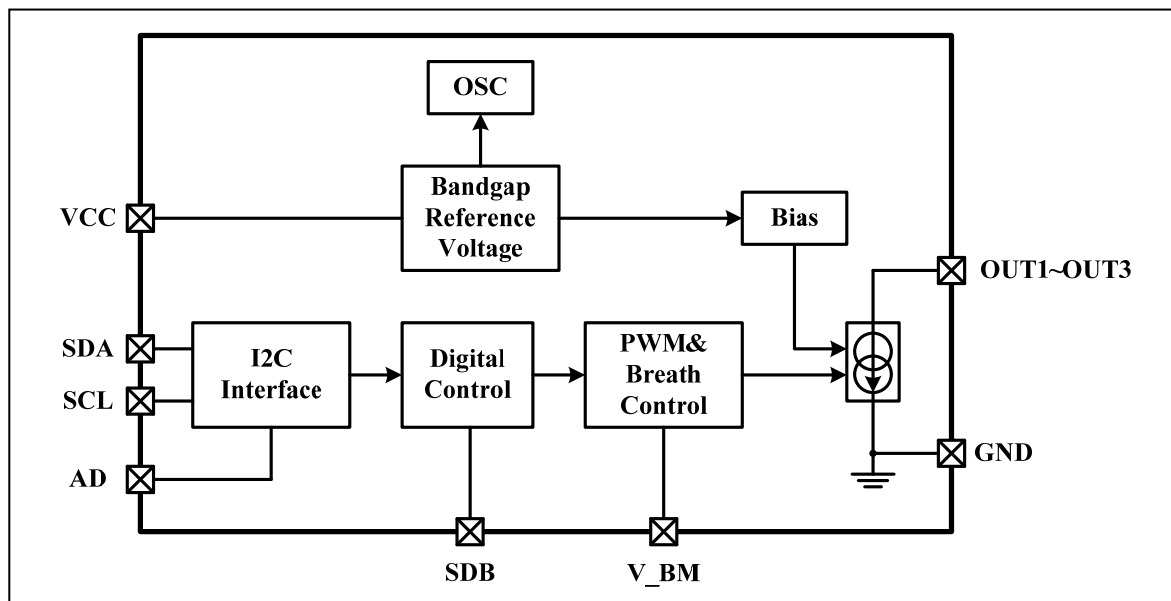 OSC
Bandgap
Reference
Voltage
VCC
Bias
OUT1~OUT3
SDA
SCL
I2C
Interface
Digital
Control
PWM&
Breath
Control
AD
GND
SDB
V_BM